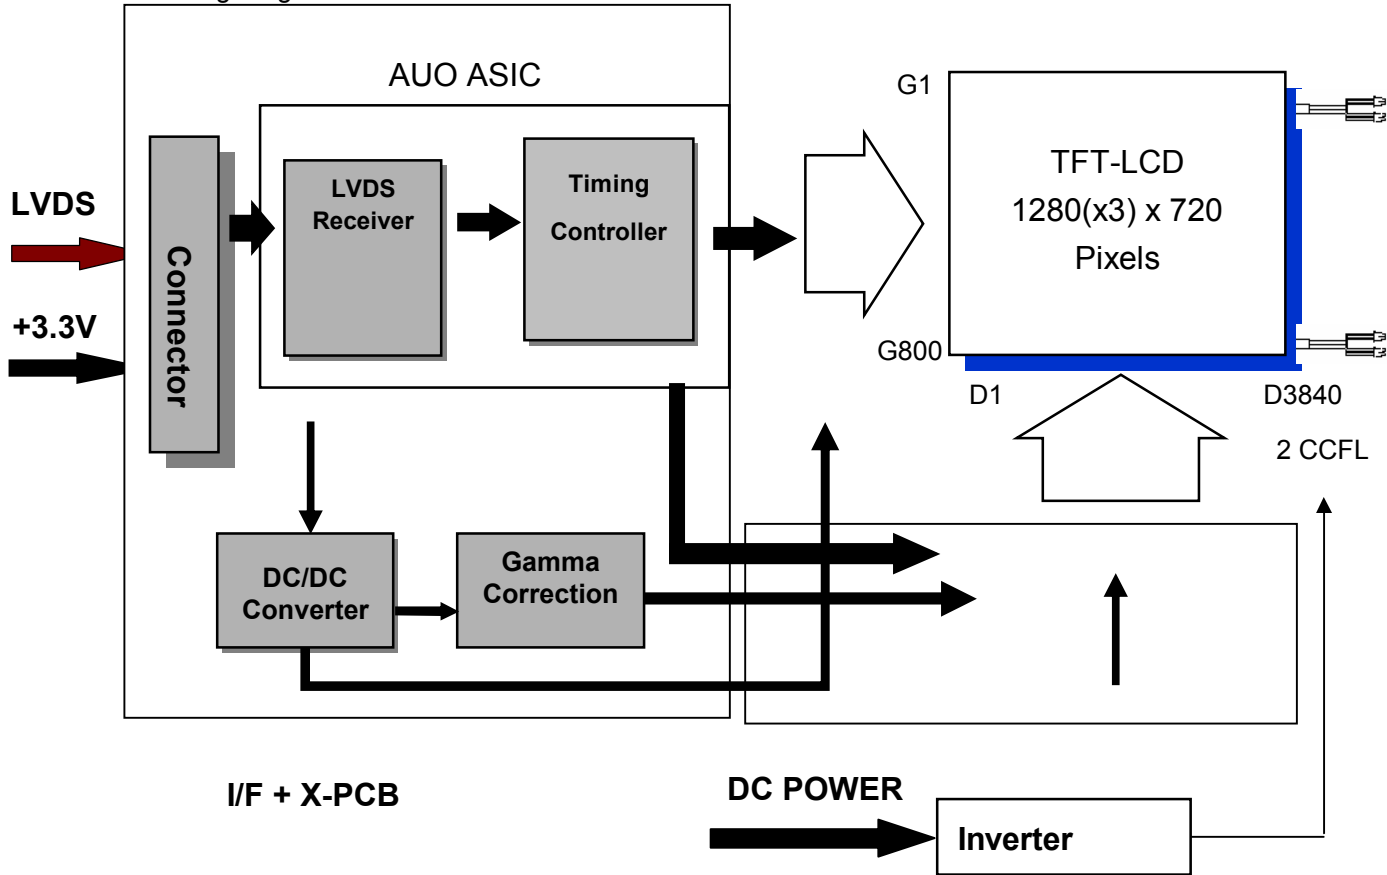 AUO ASIC
G1
LVDS
Receiver
Timing
Controller
TFT-LCD
1280(x3) x 720
Pixels
LVDS
+3.3V
Connector
G800
D1
D3840
2 CCFL
DC/DC
Converter
Gamma
Correction
I/F + X-PCB
DC POWER
Inverter